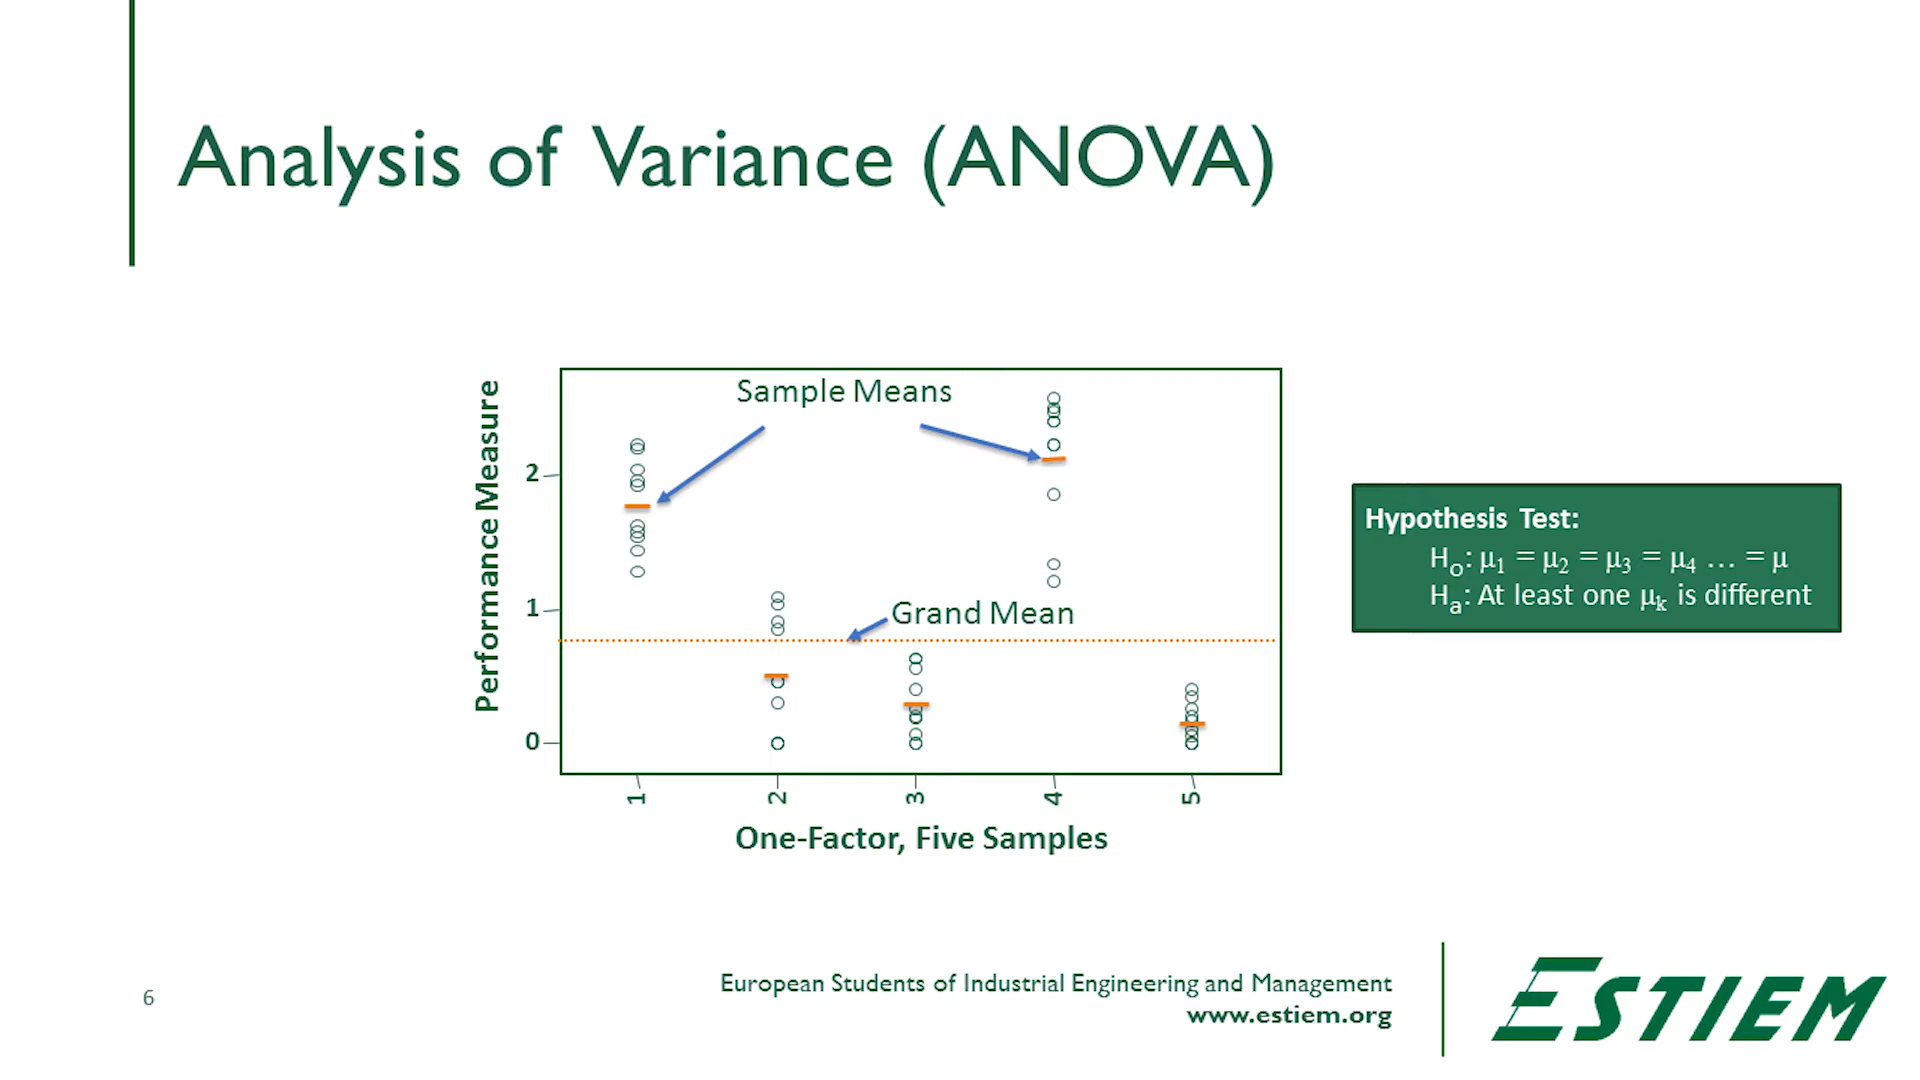 Analysis of Variance (ANOVA)
Performance Measure
Sample Means
2
1
Grand Mean
0
1
2
3
4
5
One-Factor, Five Samples
Hypothesis Test:
Ho: μ1 = μ2 = μ3 = μ4 … = μ
Ha: At least one μk is different
6
European Students of Industrial Engineering and Management
www.estiem.org
ESTIEM